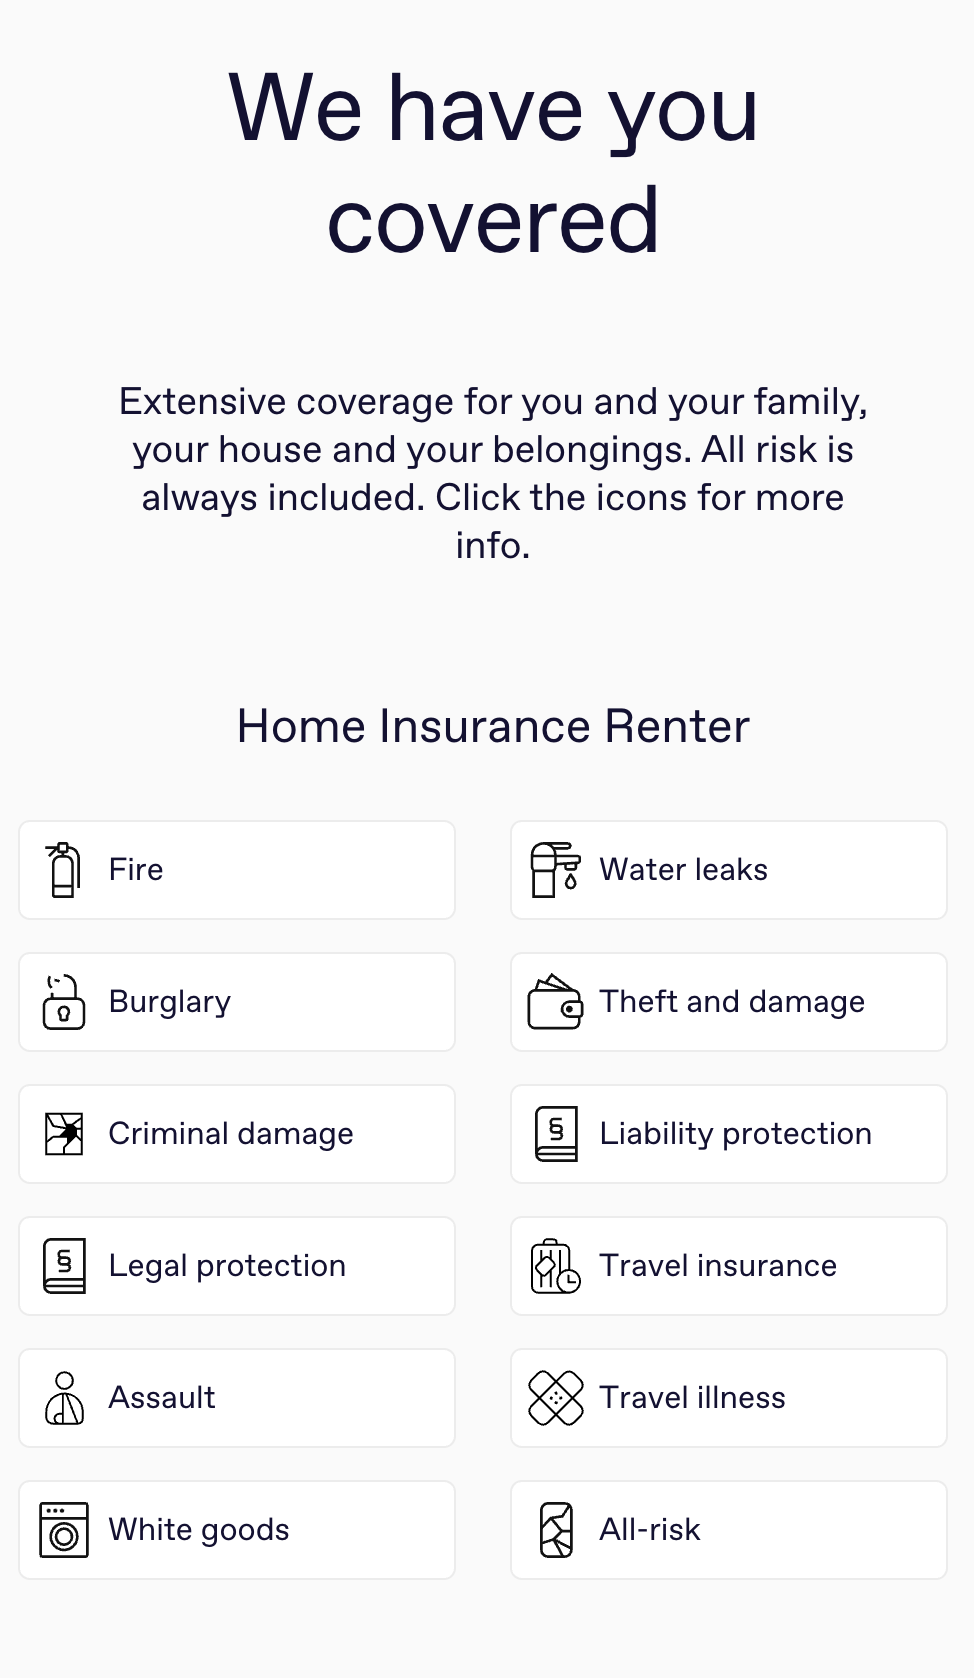 We have you
covered
Extensive coverage for you and your family,
your house and your belongings. All risk is
always included. Click the icons for more
info.
Home Insurance Renter
Fire
Water leaks
Burglary
Theft and damage
Criminal damage
§
Liability protection
§
Legal protection
Travel insurance
Assault
Travel illness
White goods
All-risk